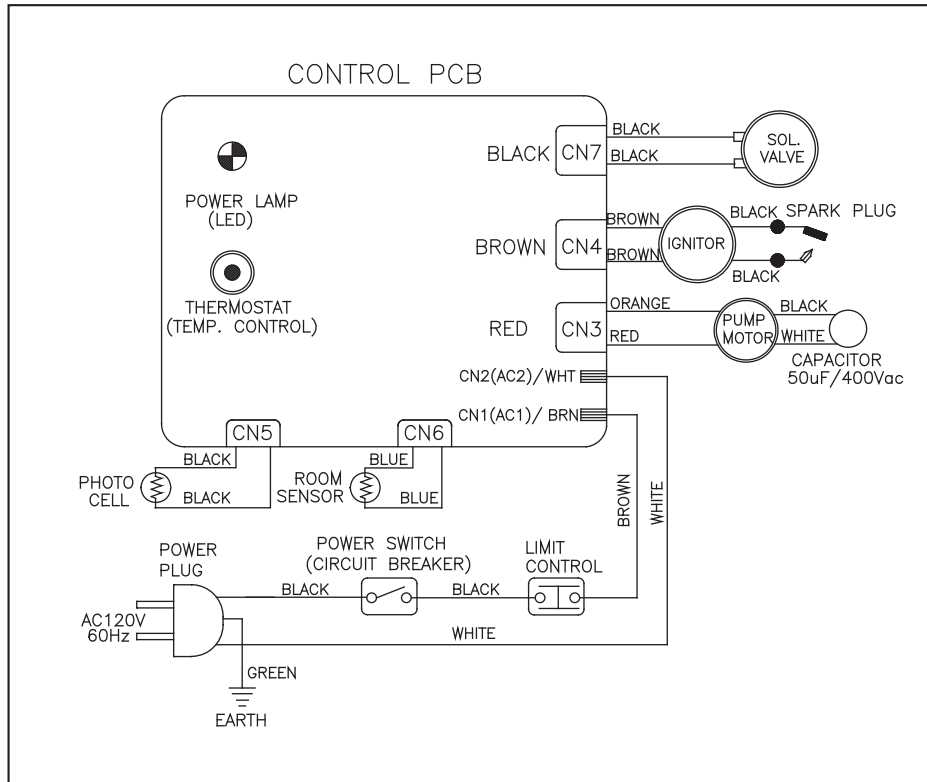 CONTROL PCB
POWER LAMP
(LED)
THERMOSTAT
(TEMP. CONTROL)
BLACK CN7
BLACK
BLACK
SOL.
VALVE
BROWN CN4
BROWN
BROWN
IGNITOR
BLACK
BLACK
SPARK PLUG
RED CN3
ORANGE
RED
PUMP
MOTOR
BLACK
WHITE
CAPACITOR
50uF/400Vac
CN2(AC2)/WHT
CN1(AC1)/ BRN
CN5
CN6
BLACK
BLACK
PHOTO
CELL
BLUE
BLUE
ROOM
SENSOR
BROWN
WHITE
POWER
PLUG
AC120V
60Hz
BLACK
POWER SWITCH
(CIRCUIT BREAKER)
BLACK
LIMIT
CONTROL
WHITE
GREEN
EARTH